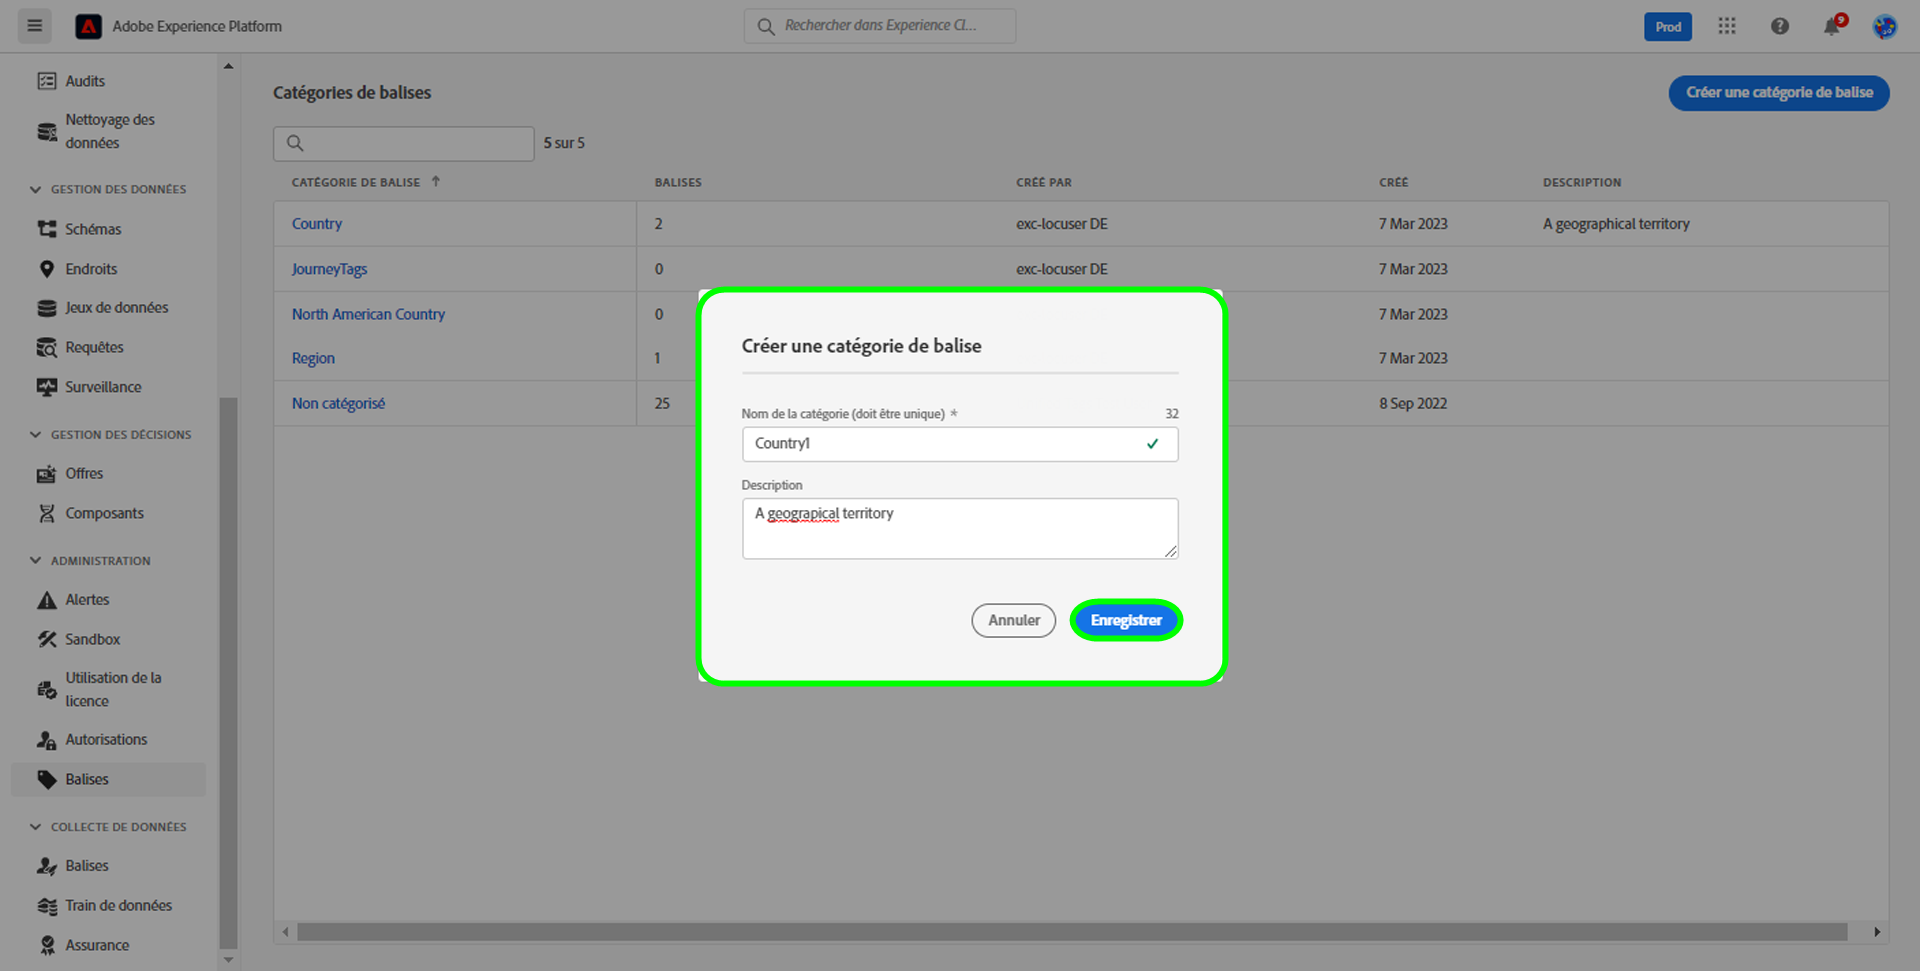 Adobe Experience Platform
Rechercher dans Experience Cl...
Prod
9
Audits
Nettoyage des
données
GESTION DES DONNÉES
Schémas
Endroits
Jeux de données
Requêtes
Surveillance
GESTION DES DÉCISIONS
Offres
Composants
ADMINISTRATION
Alertes
Sandbox
Utilisation de la
licence
Autorisations
Balises
COLLECTE DE DONNÉES
Balises
Train de données
Assurance
Catégories de balises
Créer une catégorie de balise
5 sur 5
CATÉGORIE DE BALISE BALISES CRÉÉ PAR CRÉÉ DESCRIPTION
Country 2 exc-locuser DE 7 Mar 2023 A geographical territory
JourneyTags 0 exc-locuser DE 7 Mar 2023
North American Country 0 7 Mar 2023
Region 1 7 Mar 2023
Non catégorisé 25 8 Sep 2022
Créer une catégorie de balise
Nom de la catégorie (doit être unique) * 32
Country1
Description
A geograpical territory
Annuler Enregistrer